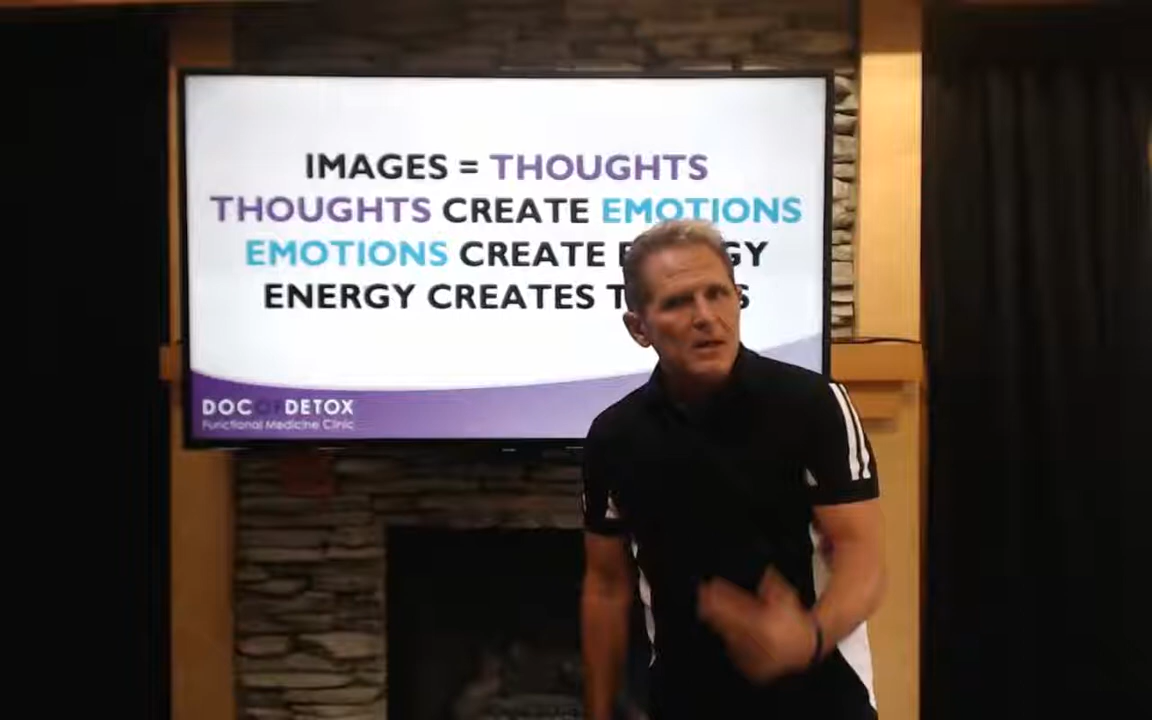 IMAGES = THOUGHTS
THOUGHTS CREATE EMOTIONS
EMOTIONS CREATE
ENERGY CREATES
DOC OF DETOX
Functional Medicine Clinic